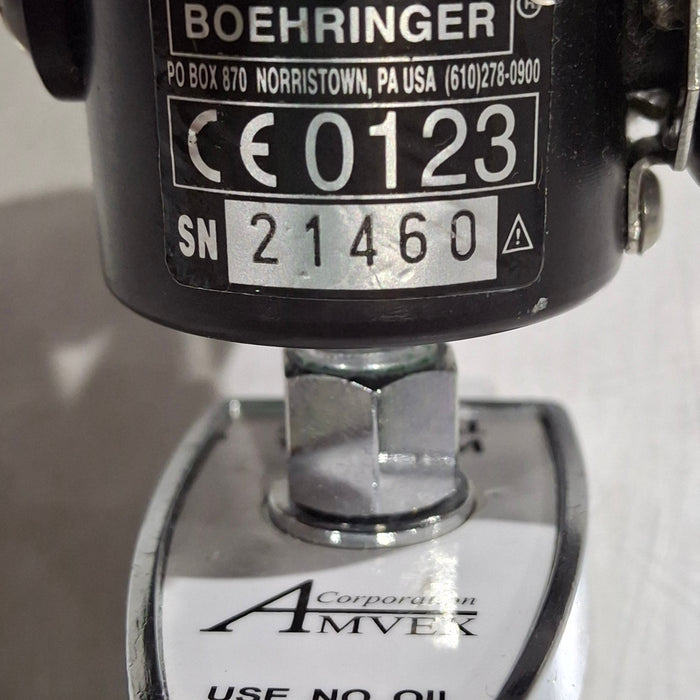 BOEHRINGER ®
PO BOX 870 NORRISTOWN, PA USA (610)278-0900
CE 0123
SN 21460
Corporation
AMVEX
USE NO OIL